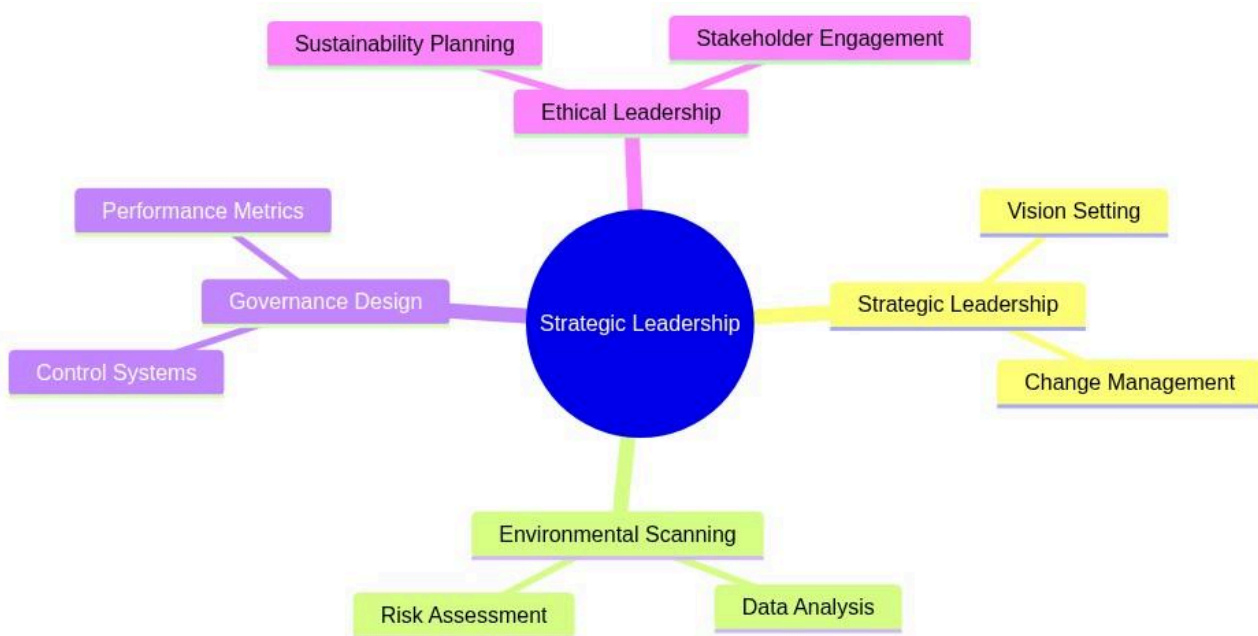 Sustainability Planning
Stakeholder Engagement
Ethical Leadership
Performance Metrics
Vision Setting
Governance Design
Strategic Leadership
Strategic Leadership
Control Systems
Change Management
Environmental Scanning
Risk Assessment
Data Analysis